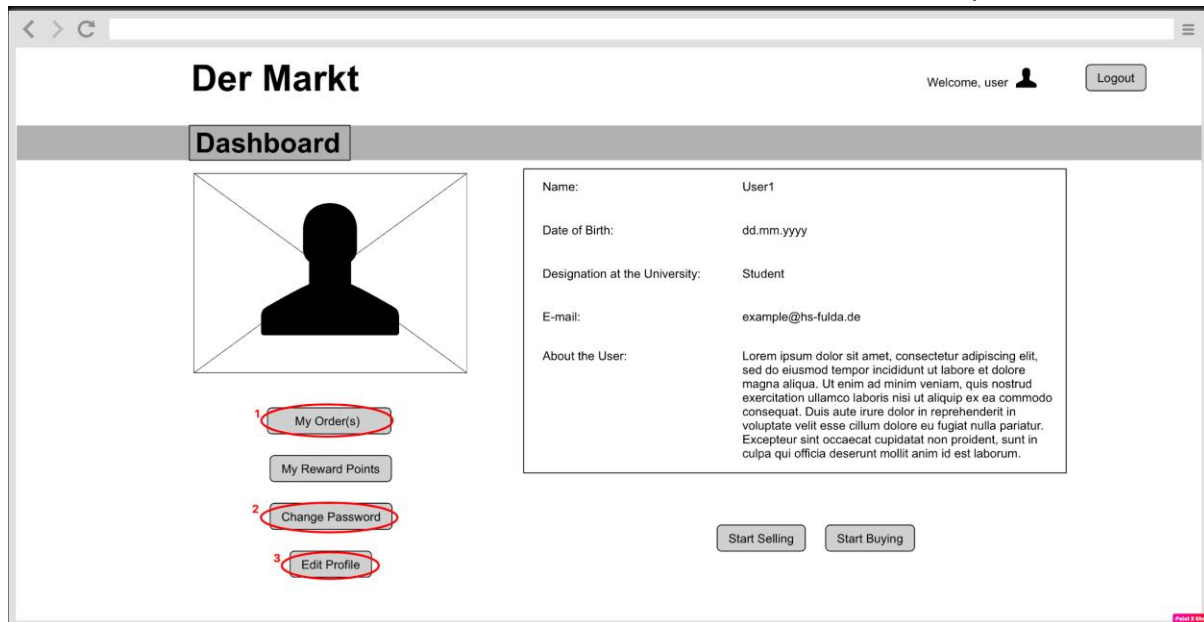 Der Markt
Welcome, user
Logout
Dashboard
Name: User1
Date of Birth: dd.mm.yyyy
Designation at the University: Student
E-mail: example@hs-fulda.de
About the User: Lorem ipsum dolor sit amet, consectetur adipiscing elit,
sed do eiusmod tempor incididunt ut labore et dolore
magna aliqua. Ut enim ad minim veniam, quis nostrud
exercitation ullamco laboris nisi ut aliquip ex ea commodo
consequat. Duis aute irure dolor in reprehenderit in
voluptate velit esse cillum dolore eu fugiat nulla pariatur.
Excepteur sint occaecat cupidatat non proident, sunt in
culpa qui officia deserunt mollit anim id est laborum.
1 My Order(s)
My Reward Points
2 Change Password
3 Edit Profile
Start Selling
Start Buying